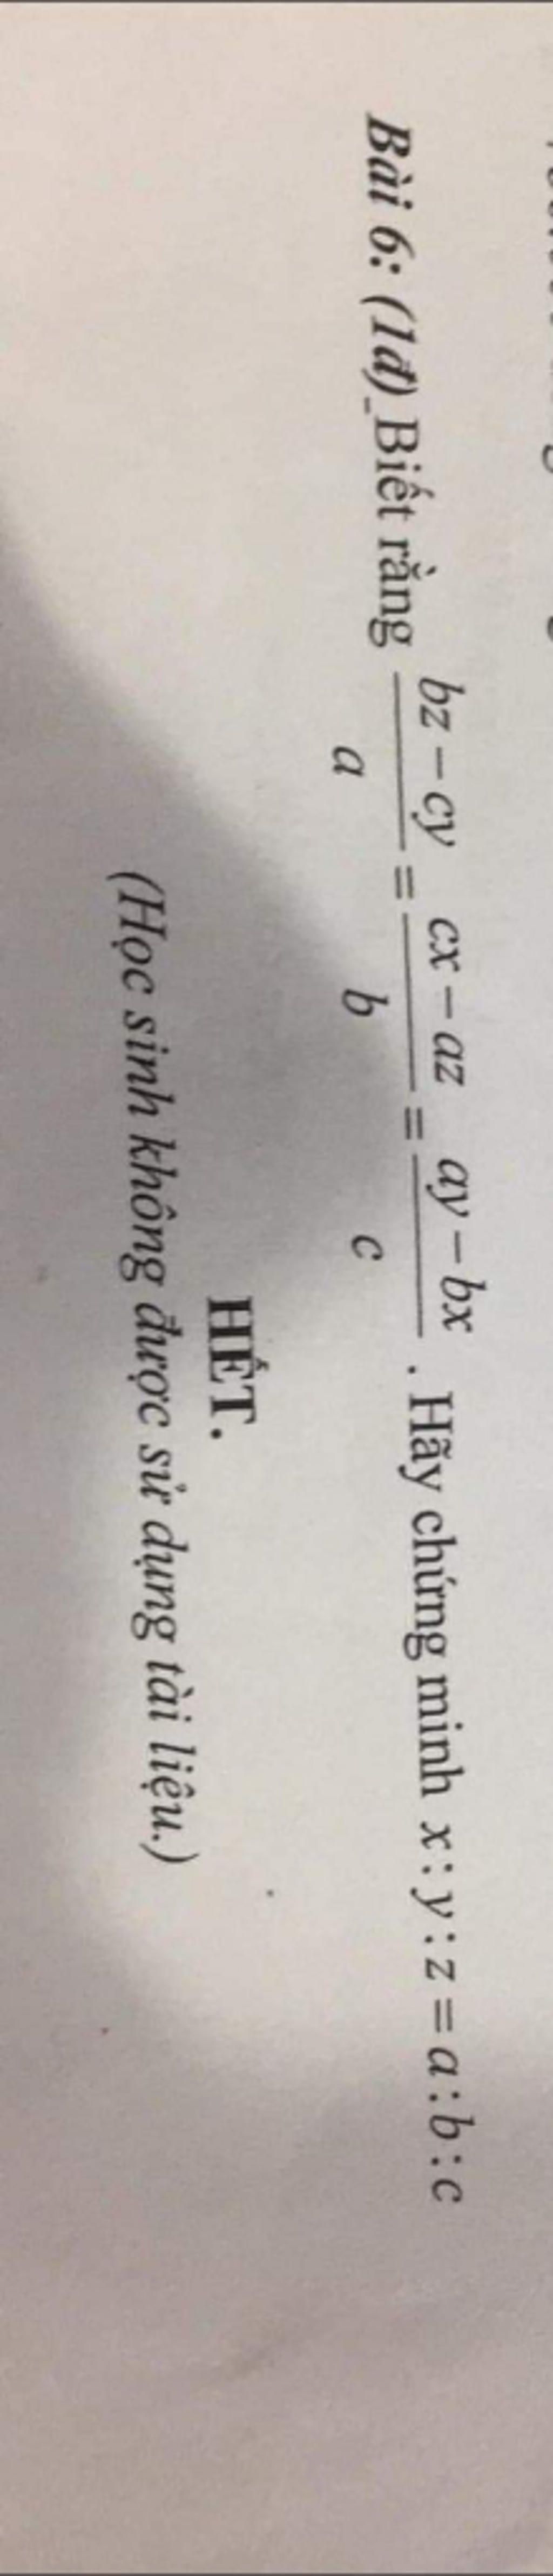 Bài 6: (1đ) Biết rằng \frac{bz-cy}{a} = \frac{cx-az}{b} = \frac{ay-bx}{c}. Hãy chứng minh x : y : z = a : b : c
HẾT.
(Học sinh không được sử dụng tài liệu.)